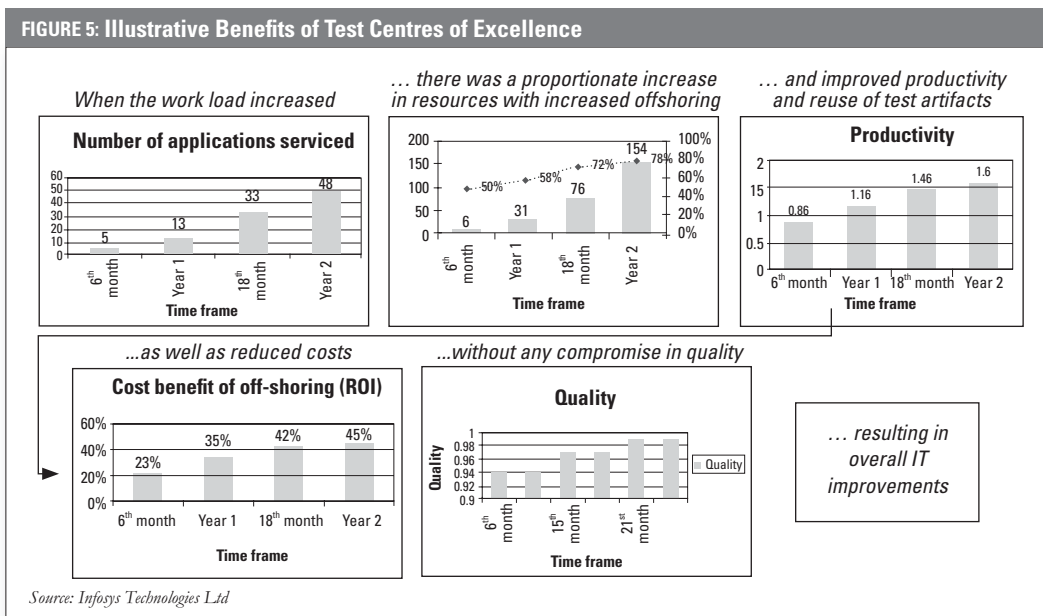 FIGURE 5: Illustrative Benefits of Test Centres of Excellence
When the work load increased
Number of applications serviced
60
50
40
30
20
10
0
5
13
33
48
6th month
Year 1
18th month
Year 2
Time frame
... there was a proportionate increase
in resources with increased offshoring
200
150
100
50
0
100%
80%
60%
40%
20%
0%
6
31
76
154
50%
58%
72%
78%
6th month
Year 1
18th month
Year 2
Time frame
... and improved productivity
and reuse of test artifacts
Productivity
2
15
1
0.5
0
0.86
1.16
1.46
1.6
6th month Year 1 18th month Year 2
Time frame
...as well as reduced costs
Cost benefit of off-shoring (ROI)
60%
40%
20%
0%
23%
35%
42%
45%
6th month Year 1 18th month Year 2
Time frame
...without any compromise in quality
Quality
Quality
1
0.98
0.96
0.94
0.92
0.9
6th month
15th month
21st month
Time frame
Quality
... resulting in
overall IT
improvements
Source: Infosys Technologies Ltd